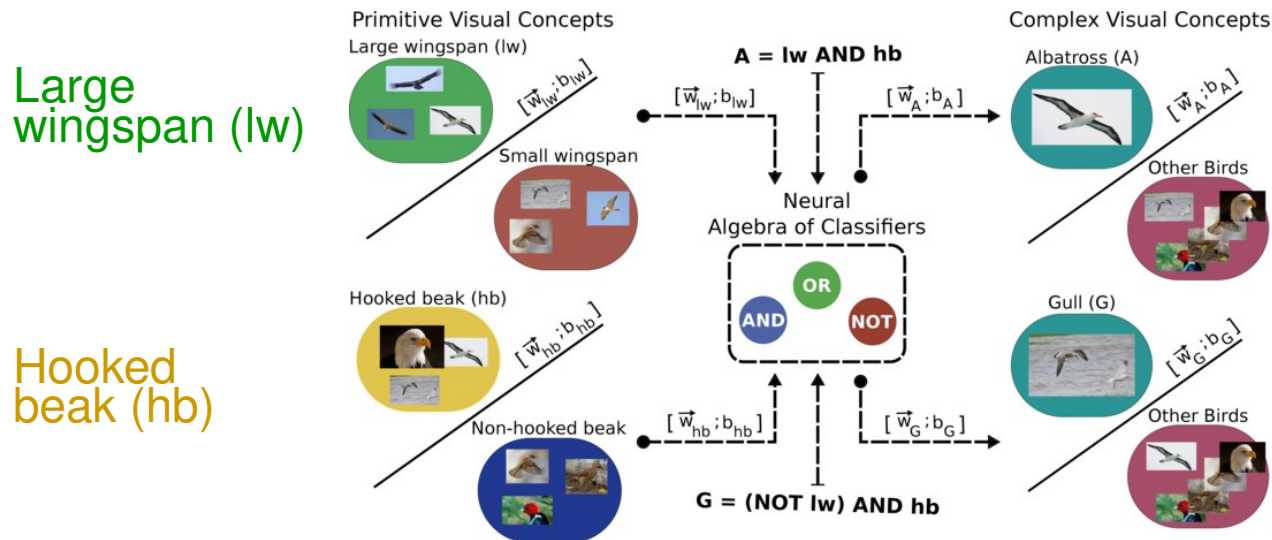 Large
wingspan (lw)
Hooked
beak (hb)
Primitive Visual Concepts
Large wingspan (lw)
[w⃗lw;blw]
Small wingspan
Hooked beak (hb)
[w⃗hb;bhb]
Non-hooked beak
A = lw AND hb
[w⃗lw;blw]
[w⃗A;bA]
Neural
Algebra of Classifiers
OR
AND
NOT
[w⃗hb;bhb]
[w⃗G;bG]
G = (NOT lw) AND hb
Complex Visual Concepts
Albatross (A)
[w⃗A;bA]
Other Birds
Gull (G)
[w⃗G;bG]
Other Birds